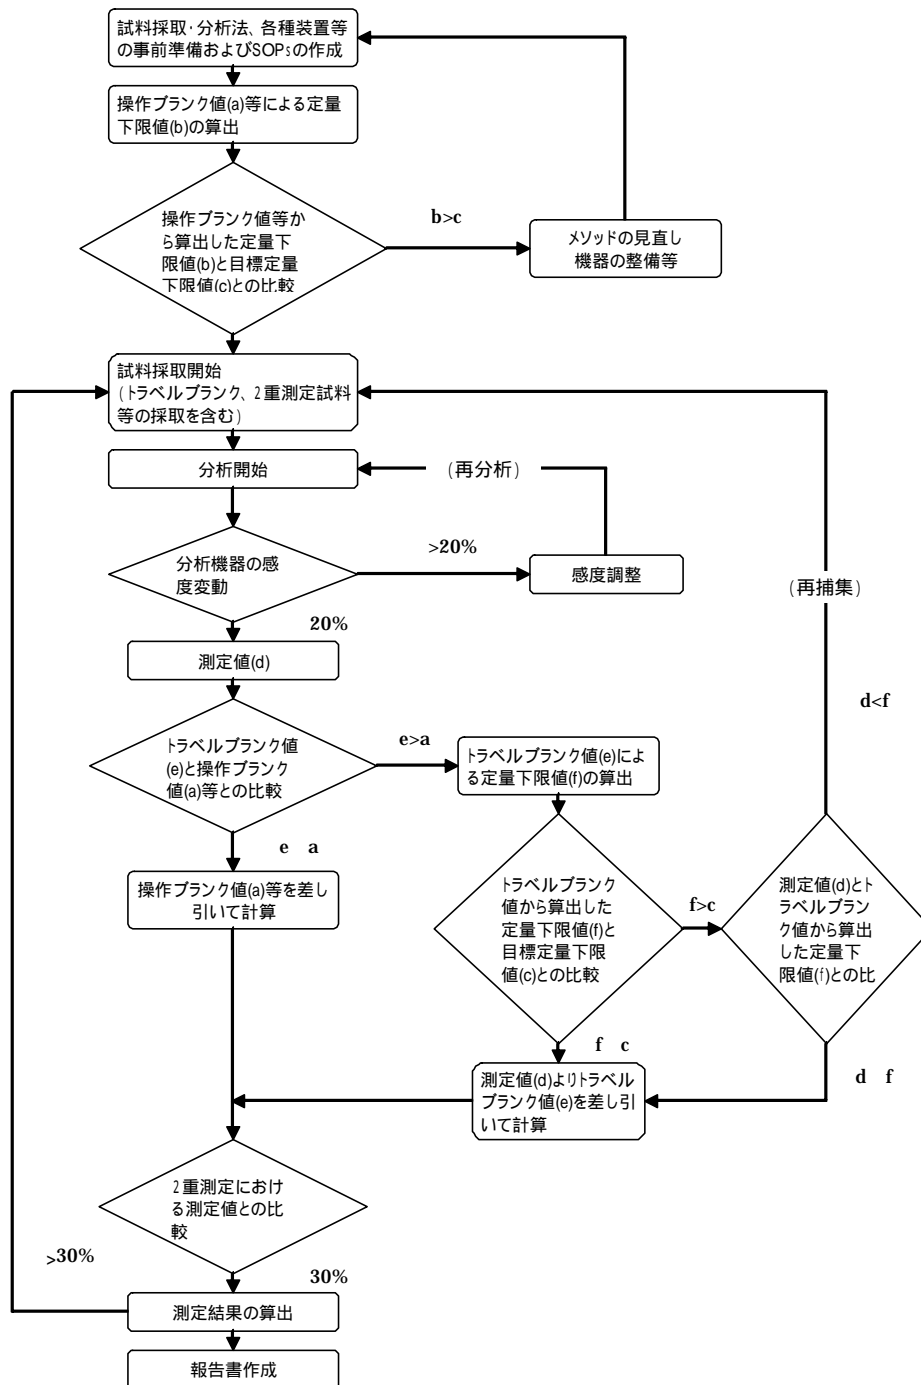 試料採取・分析法、各種装置等
の事前準備およびSOPsの作成
操作ブランク値(a)等による定量
下限値(b)の算出
操作ブランク値等か
ら算出した定量下
限値(b)と目標定量
下限値(c)との比較
b>c
メソッドの見直し
機器の整備等
試料採取開始
(トラベルブランク、2重測定試料
等の採取を含む)
分析開始
(再分析)
分析機器の感
度変動
>20%
感度調整
(再捕集)
20%
測定値(d)
d<f
トラベルブランク値
(e)と操作ブランク
値(a)等との比較
e>a
トラベルブランク値(e)によ
る定量下限値(f)の算出
e a
操作ブランク値(a)等を差し
引いて計算
トラベルブランク
値から算出した
定量下限値(f)と
目標定量下限
値(c)との比較
f>c
測定値(d)とト
ラベルブラン
ク値から算出
した定量下
限値(f)との比
f c
d f
測定値(d)よりトラベル
ブランク値(e)を差し引
いて計算
2重測定におけ
る測定値との比
較
>30%
30%
測定結果の算出
報告書作成